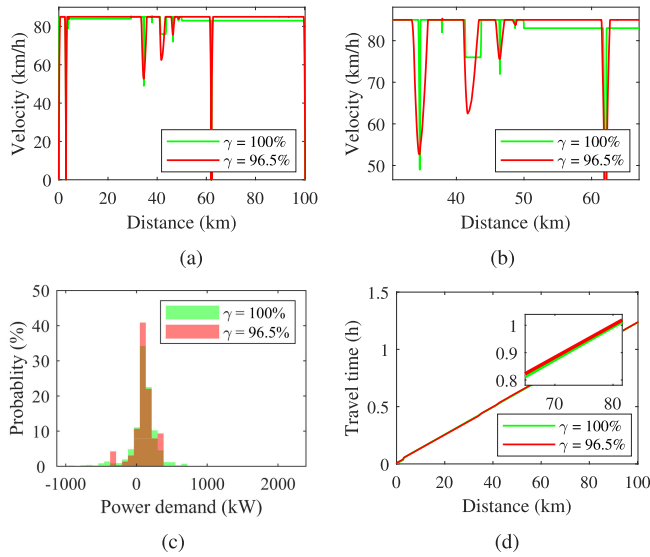 80
60
40
20
0
Velocity (km/h)
γ = 100%
γ = 96.5%
0 20 40 60 80 100
Distance (km)
(a)
80
70
60
50
Velocity (km/h)
γ = 100%
γ = 96.5%
40 50 60
Distance (km)
(b)
50
40
30
20
10
0
Probablity (%)
γ = 100%
γ = 96.5%
-1000 0 1000 2000
Power demand (kW)
(c)
1.5
1
0.5
0
Travel time (h)
1
0.9
0.8
70 80
γ = 100%
γ = 96.5%
0 20 40 60 80 100
Distance (km)
(d)